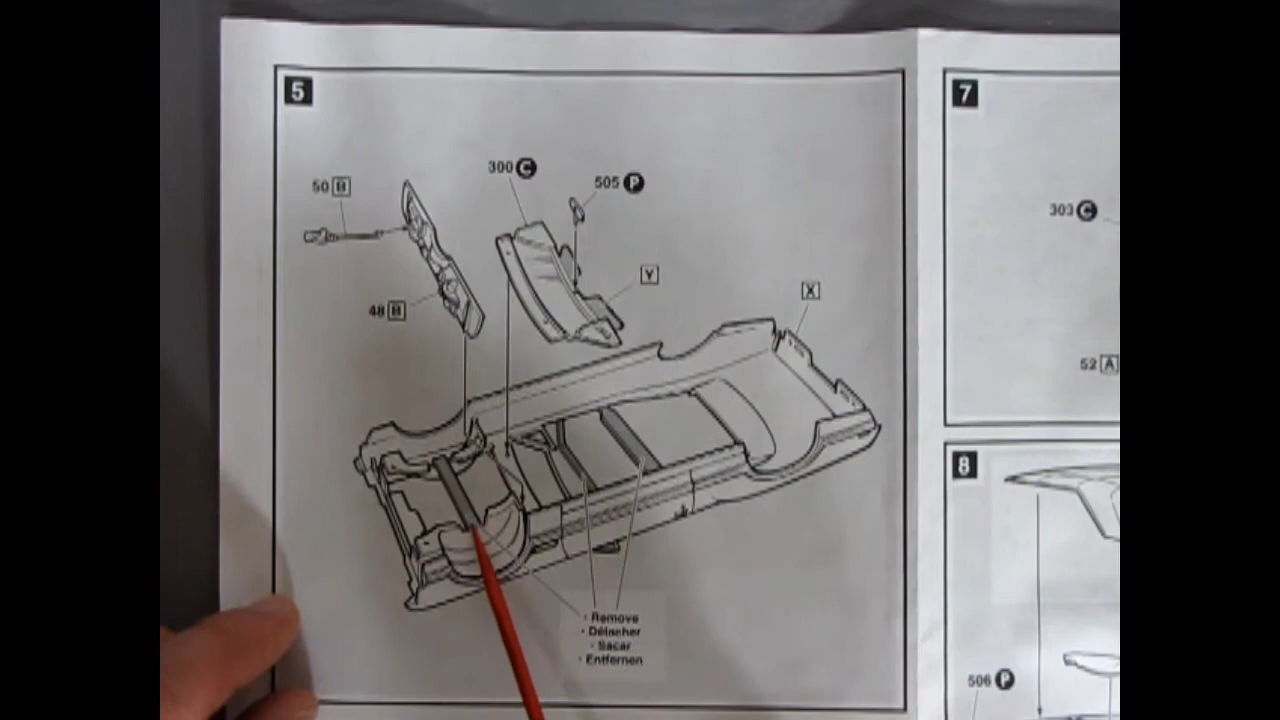 5
7
300 C
505 P
50 B
303 C
Y
X
48 B
52 A
8
· Remove
· Détacher
· Sacar
· Entfernen
506 P